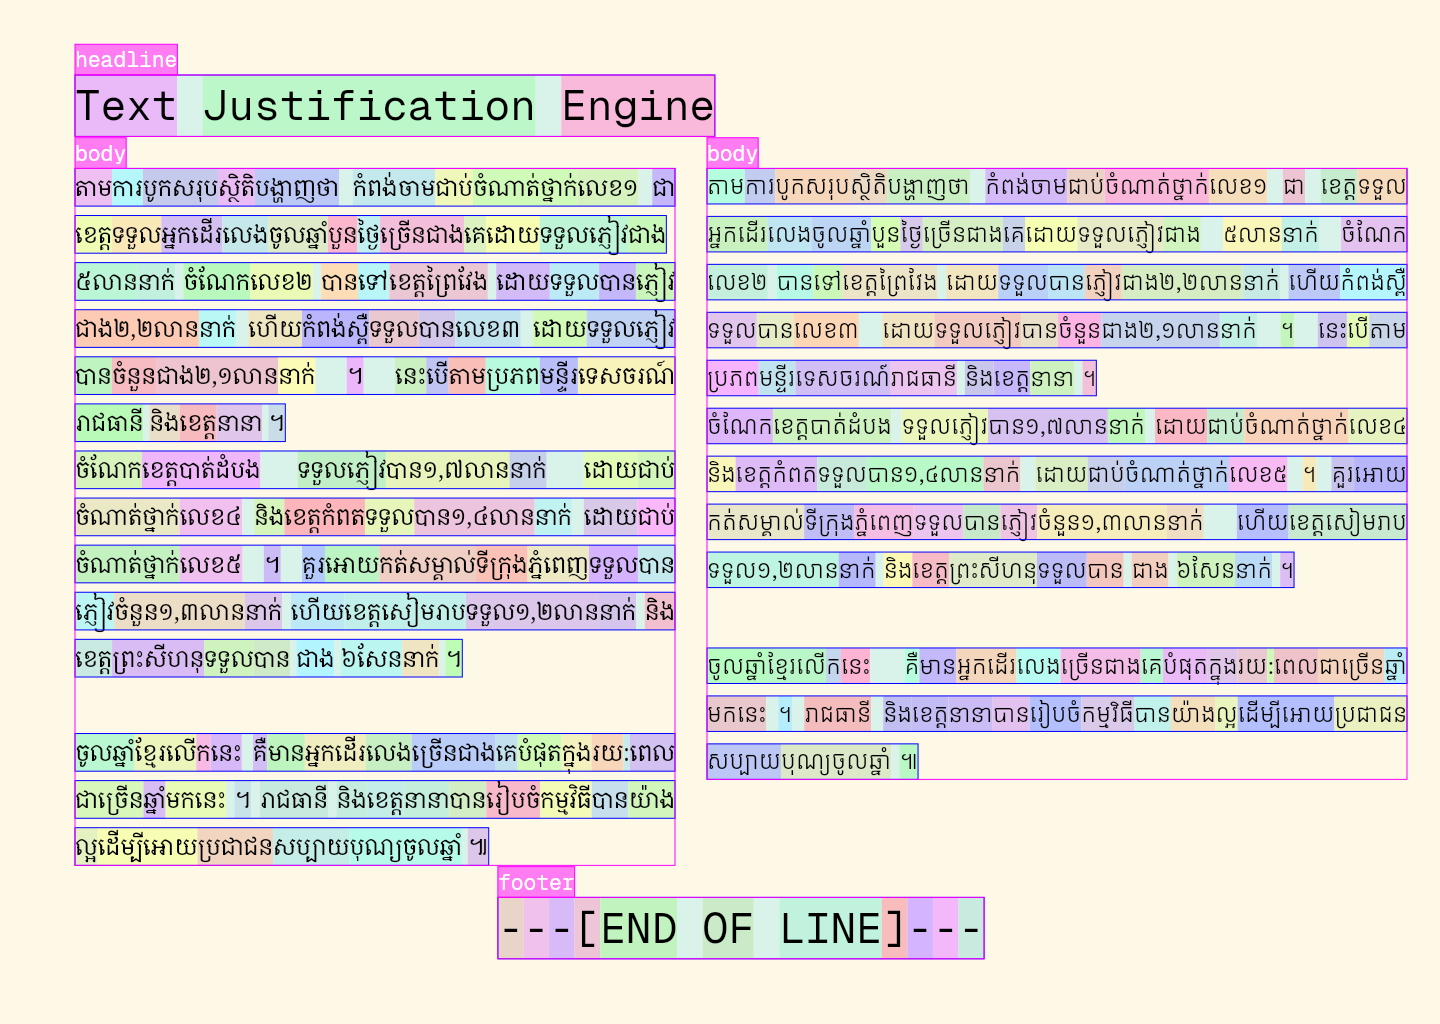 headline
Text Justification Engine
body
តាមការបូកសរុបស្ថិតិបង្ហាញថា កំពង់ចាមជាប់ចំណាត់ថ្នាក់លេខ១ ជា
ខេត្តទទួលអ្នកដើរលេងចូលឆ្នាំបួនថ្ងៃច្រើនជាងគេដោយទទួលភ្ញៀវជាង
៥លាននាក់ ចំណែកលេខ២ បានទៅខេត្តព្រៃវែង ដោយទទួលបានភ្ញៀវ
ជាង២,២លាននាក់ ហើយកំពង់ស្ពឺទទួលបានលេខ៣ ដោយទទួលភ្ញៀវ
បានចំនួនជាង២,១លាននាក់ ។ នេះបើតាមប្រភពមន្ទីរទេសចរណ៍
រាជធានី និងខេត្តនានា ។
ចំណែកខេត្តបាត់ដំបង ទទួលភ្ញៀវបាន១,៧លាននាក់ ដោយជាប់
ចំណាត់ថ្នាក់លេខ៤ និងខេត្តកំពតទទួលបាន១,៤លាននាក់ ដោយជាប់
ចំណាត់ថ្នាក់លេខ៥ ។ គួរអោយកត់សម្គាល់ទីក្រុងភ្នំពេញទទួលបាន
ភ្ញៀវចំនួន១,៣លាននាក់ ហើយខេត្តសៀមរាបទទួល១,២លាននាក់ និង
ខេត្តព្រះសីហនុទទួលបាន ជាង ៦សែននាក់ ។
ចូលឆ្នាំខ្មែរលើកនេះ គឺមានអ្នកដើរលេងច្រើនជាងគេបំផុតក្នុងរយ:ពេល
ជាច្រើនឆ្នាំមកនេះ ។ រាជធានី និងខេត្តនានាបានរៀបចំកម្មវិធីបានយ៉ាង
ល្អដើម្បីអោយប្រជាជនសប្បាយបុណ្យចូលឆ្នាំ ៕
body
តាមការបូកសរុបស្ថិតិបង្ហាញថា កំពង់ចាមជាប់ចំណាត់ថ្នាក់លេខ១ ជា ខេត្តទទួល
អ្នកដើរលេងចូលឆ្នាំបួនថ្ងៃច្រើនជាងគេដោយទទួលភ្ញៀវជាង ៥លាននាក់ ចំណែក
លេខ២ បានទៅខេត្តព្រៃវែង ដោយទទួលបានភ្ញៀវជាង២,២លាននាក់ ហើយកំពង់ស្ពឺ
ទទួលបានលេខ៣ ដោយទទួលភ្ញៀវបានចំនួនជាង២,១លាននាក់ ។ នេះបើតាម
ប្រភពមន្ទីរទេសចរណ៍រាជធានី និងខេត្តនានា ។
ចំណែកខេត្តបាត់ដំបង ទទួលភ្ញៀវបាន១,៧លាននាក់ ដោយជាប់ចំណាត់ថ្នាក់លេខ៤
និងខេត្តកំពតទទួលបាន១,៤លាននាក់ ដោយជាប់ចំណាត់ថ្នាក់លេខ៥ ។ គួរអោយ
កត់សម្គាល់ទីក្រុងភ្នំពេញទទួលបានភ្ញៀវចំនួន១,៣លាននាក់ ហើយខេត្តសៀមរាប
ទទួល១,២លាននាក់ និងខេត្តព្រះសីហនុទទួលបាន ជាង ៦សែននាក់ ។
ចូលឆ្នាំខ្មែរលើកនេះ គឺមានអ្នកដើរលេងច្រើនជាងគេបំផុតក្នុងរយ:ពេលជាច្រើនឆ្នាំ
មកនេះ ។ រាជធានី និងខេត្តនានាបានរៀបចំកម្មវិធីបានយ៉ាងល្អដើម្បីអោយប្រជាជន
សប្បាយបុណ្យចូលឆ្នាំ ៕
footer
---[END OF LINE]---